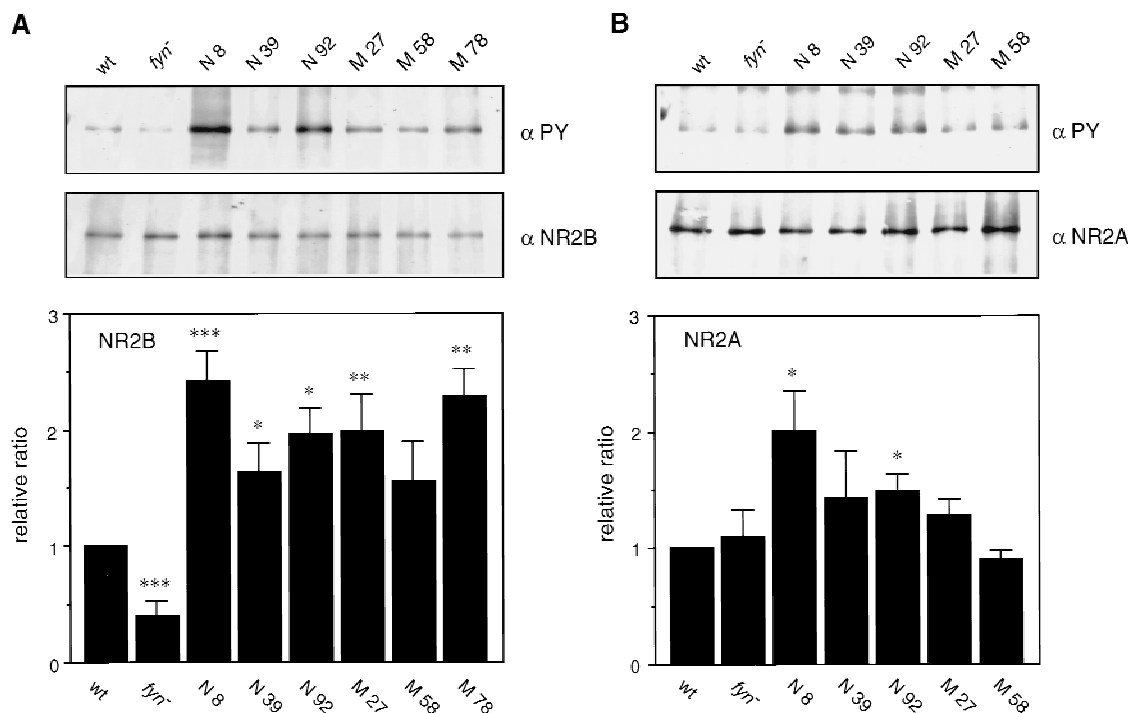 A
wt fyn- N 8 N 39 N 92 M 27 M 58 M 78
α PY
α NR2B
3
2
1
0
relative ratio
NR2B
***
***
*
*
**
**
wt fyn- N 8 N 39 N 92 M 27 M 58 M 78
B
wt fyn- N 8 N 39 N 92 M 27 M 58
α PY
α NR2A
3
2
1
0
relative ratio
NR2A
*
*
wt fyn- N 8 N 39 N 92 M 27 M 58